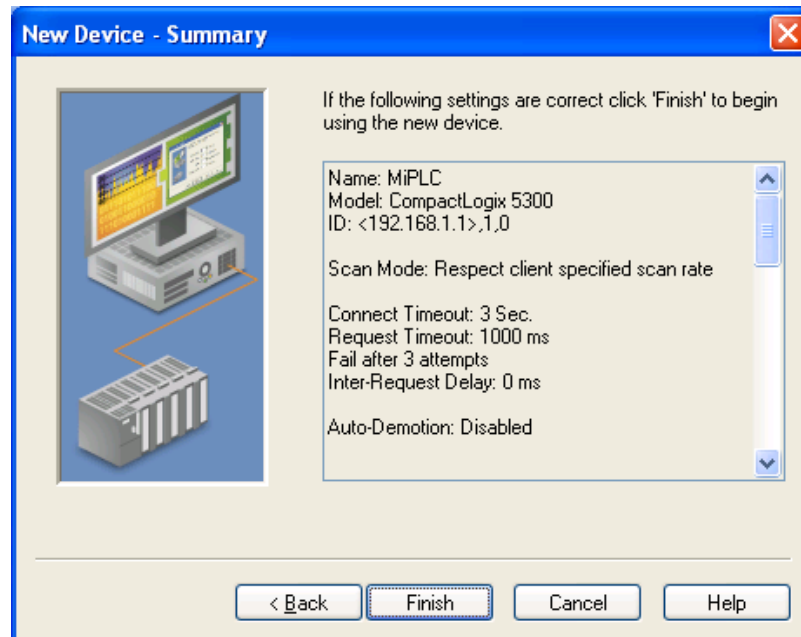 New Device - Summary
If the following settings are correct click 'Finish' to begin
using the new device.
Name: MiPLC
Model: CompactLogix 5300
ID: <192.168.1.1>,1,0
Scan Mode: Respect client specified scan rate
Connect Timeout: 3 Sec.
Request Timeout: 1000 ms
Fail after 3 attempts
Inter-Request Delay: 0 ms
Auto-Demotion: Disabled
< Back
Finish
Cancel
Help